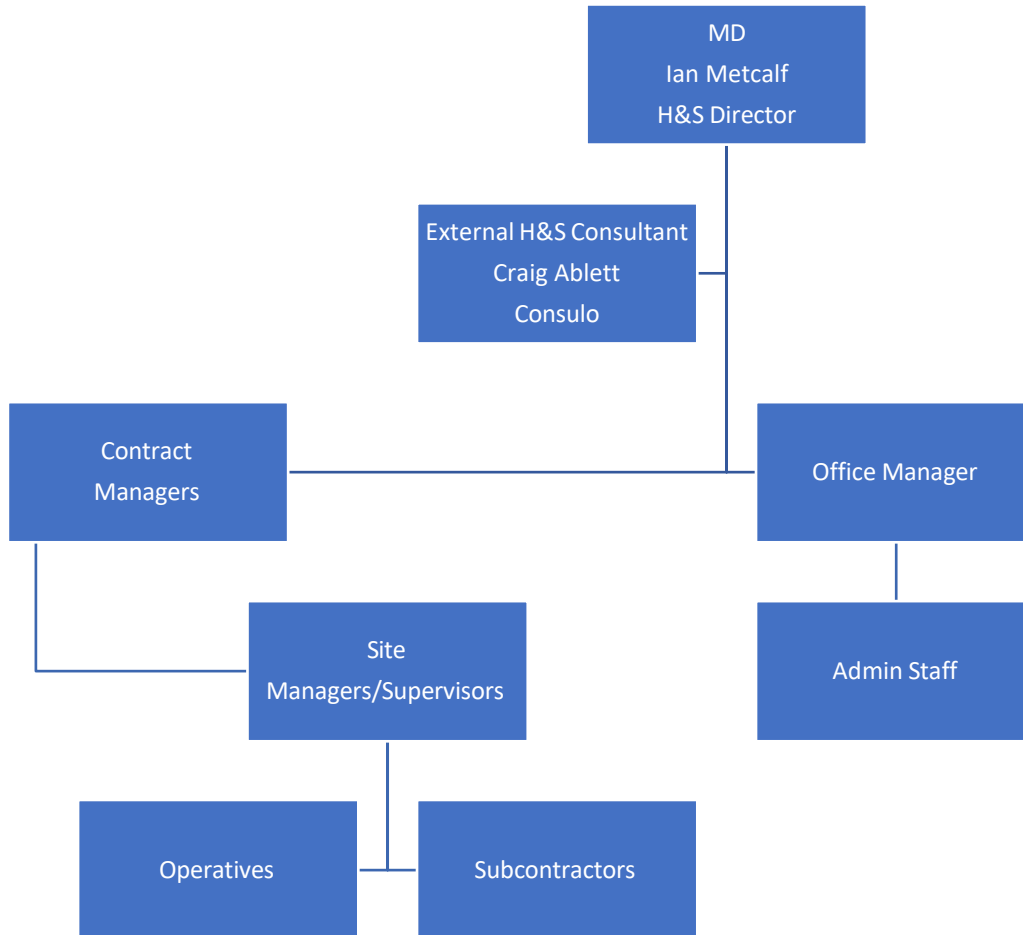 MD
Ian Metcalf
H&S Director
External H&S Consultant
Craig Ablett
Consulo
Contract
Managers
Office Manager
Site
Managers/Supervisors
Admin Staff
Operatives
Subcontractors